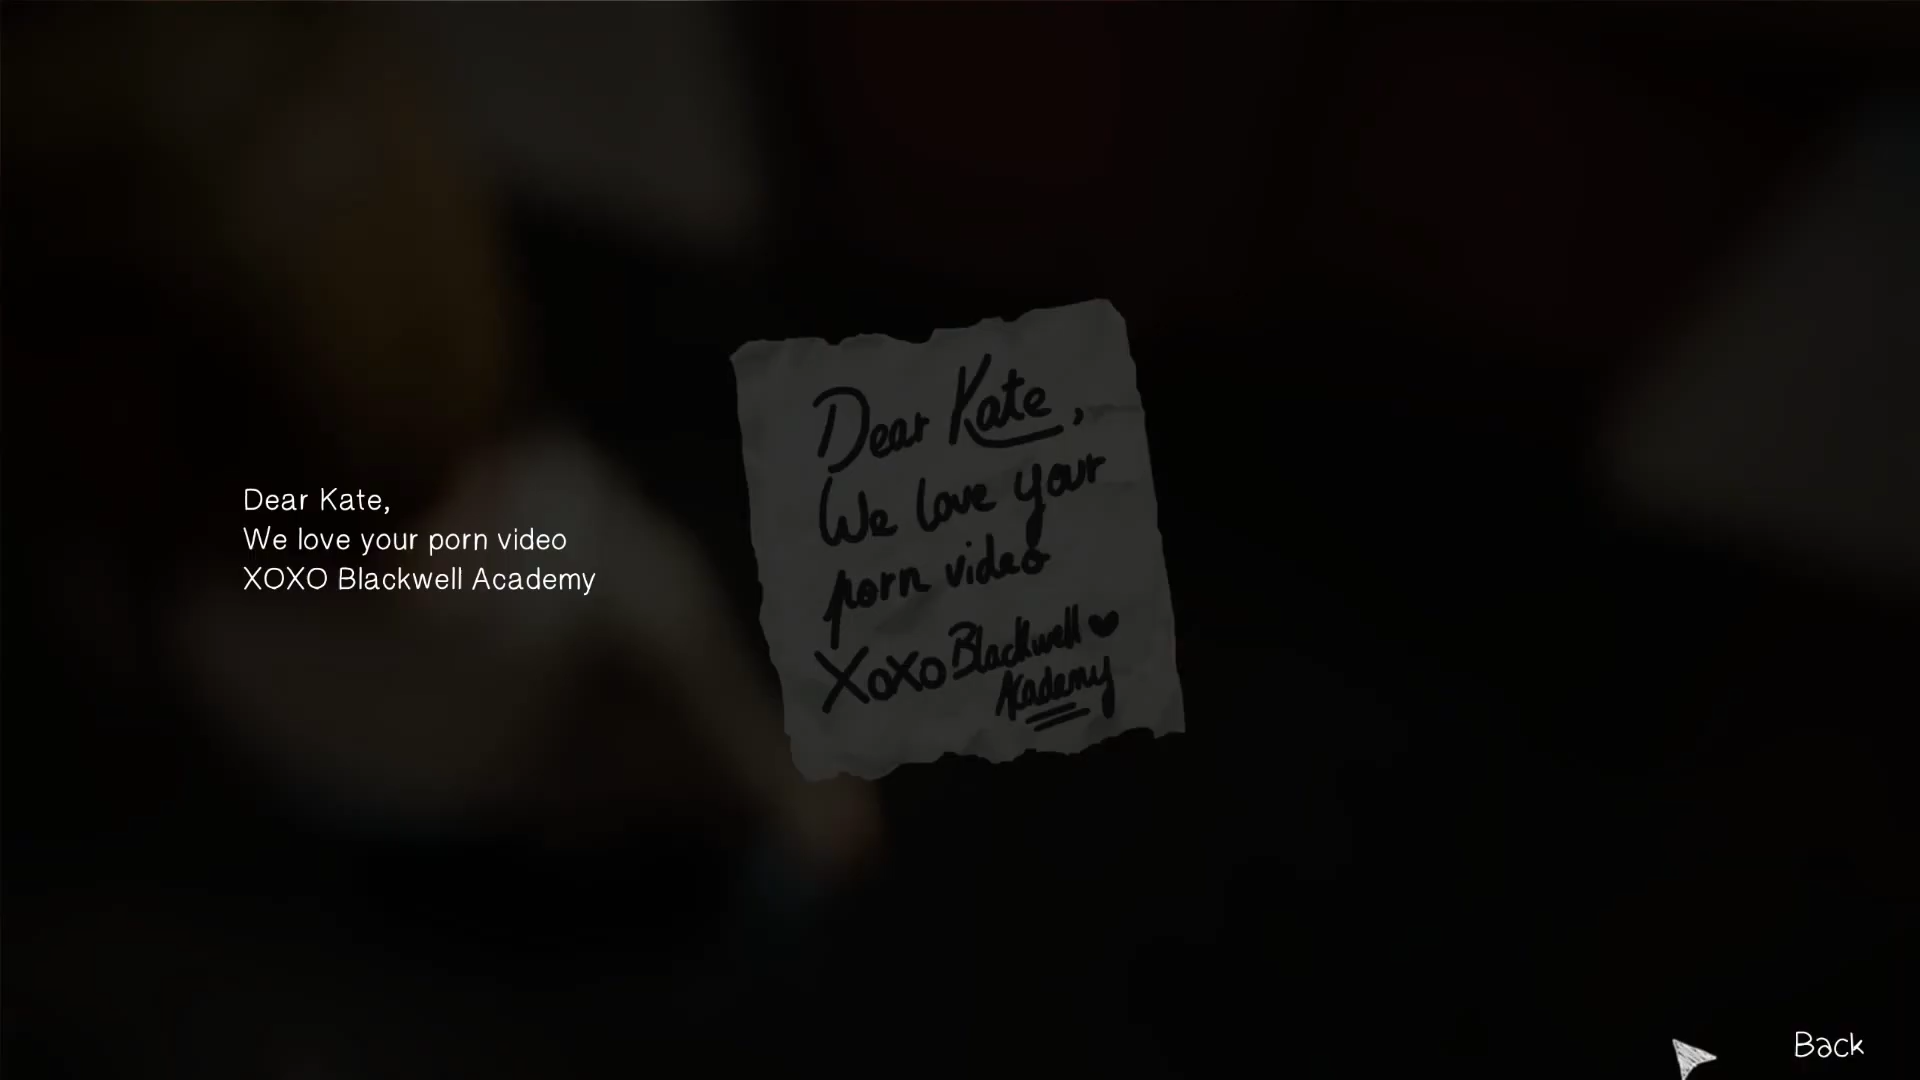 Dear Kate,
We love your porn video
XOXO Blackwell Academy
Dear Kate,
We love your
porn video
XoXo Blackwell ♥
Academy
Back